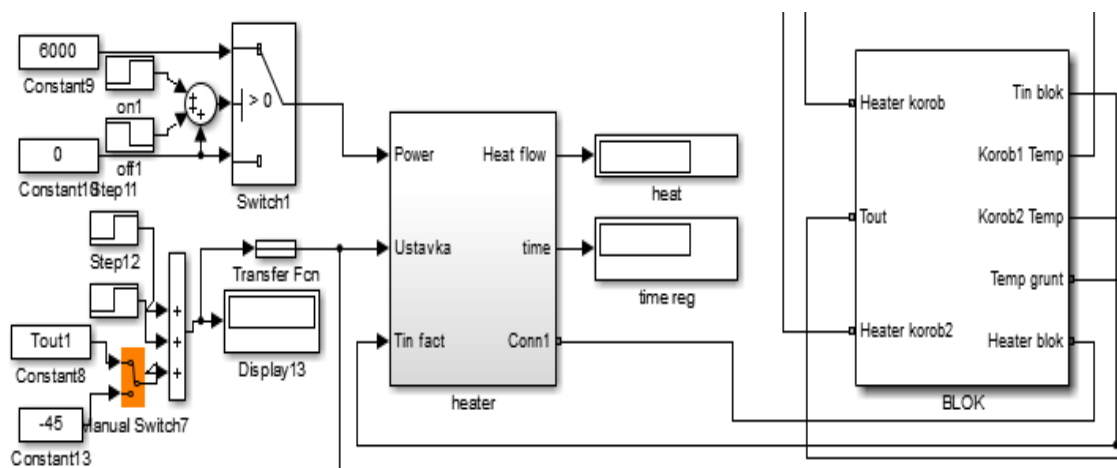 6000
Constant9
on1
> 0
0
off1
Constant10
Step11
Switch1
Step12
Transfer Fcn
Tout1
Constant8
Display13
-45
Manual Switch7
Constant13
Power
Heat flow
Ustavka
time
Tin fact
Conn1
heater
heat
time reg
Heater korob
Tin blok
Korob1 Temp
Tout
Korob2 Temp
Temp grunt
Heater korob2
Heater blok
BLOK
+
+
+
+
+
+